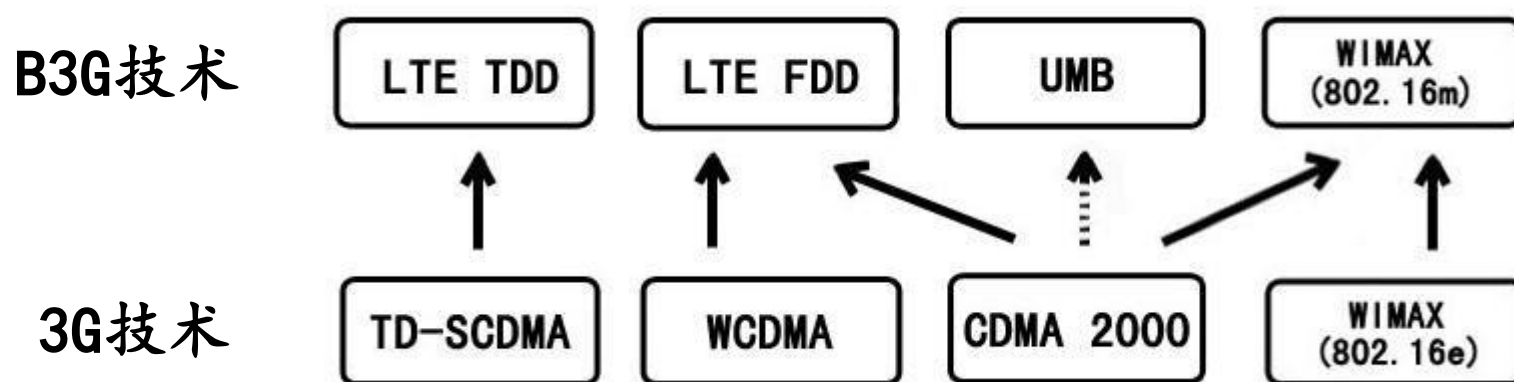 B3G技术
LTE TDD
LTE FDD
UMB
WIMAX
(802.16m)
3G技术
TD-SCDMA
WCDMA
CDMA 2000
WIMAX
(802.16e)